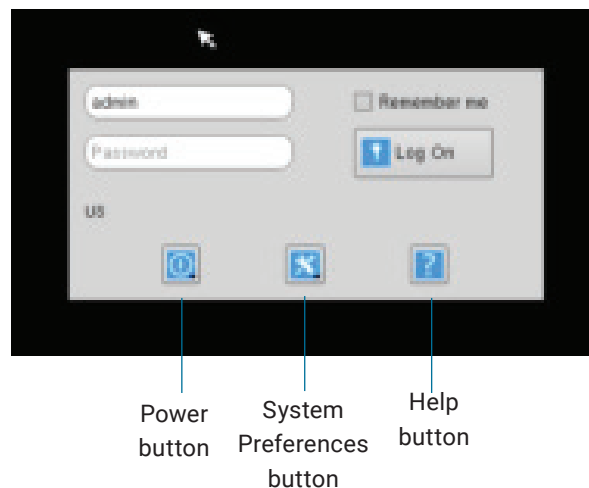 admin
Remember me
Password
Log On
US
?
Power button
System Preferences button
Help button